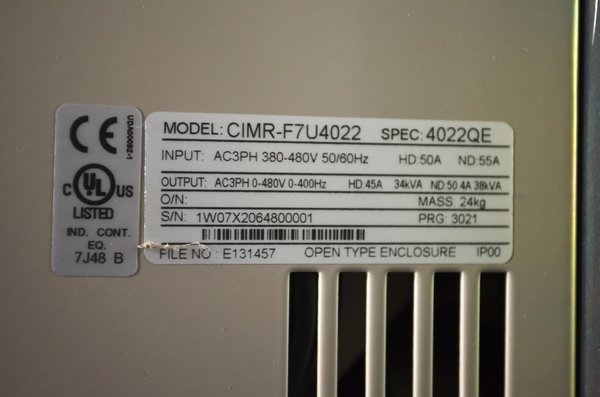 CE
UDA00092-1
C UL US
LISTED
IND. CONT.
EQ.
7J48 B
MODEL: CIMR-F7U4022 SPEC: 4022QE
INPUT: AC3PH 380-480V 50/60Hz HD:50A ND:55A
OUTPUT: AC3PH 0-480V 0-400Hz HD 45A 34kVA ND:50.4A 38kVA
O/N: MASS: 24kg
S/N: 1W07X2064800001 PRG: 3021
FILE NO : E131457 OPEN TYPE ENCLOSURE IP00